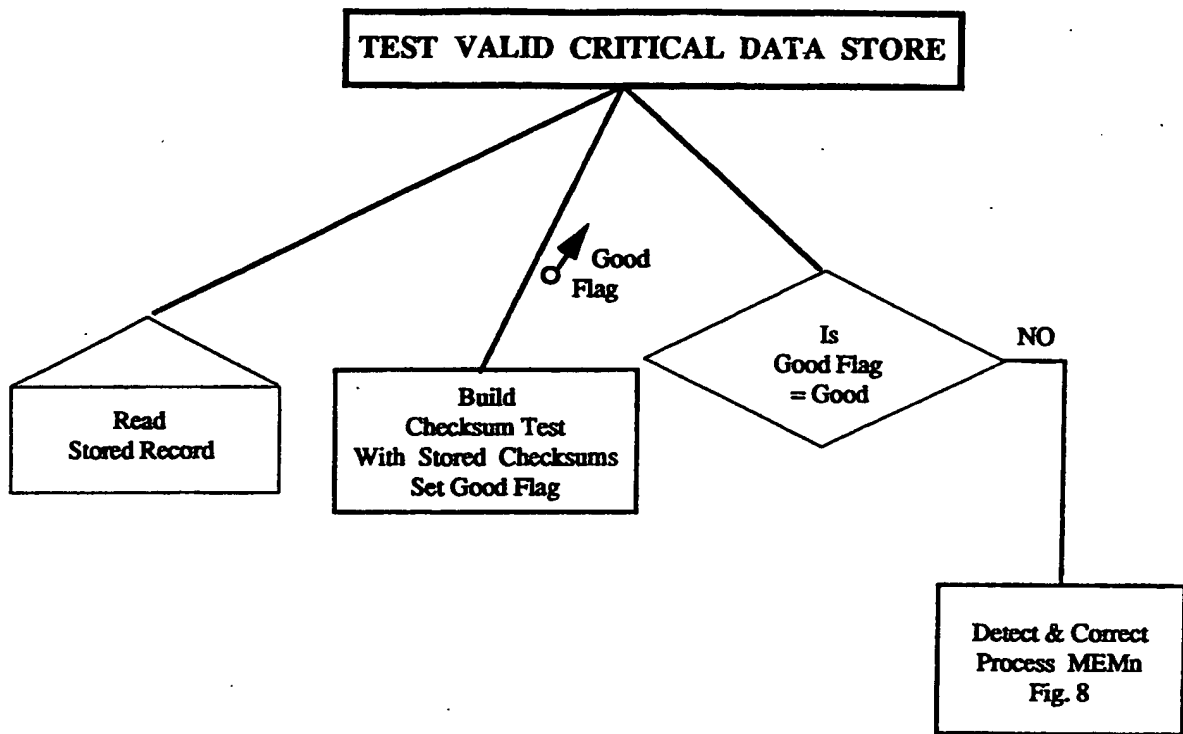 TEST VALID CRITICAL DATA STORE
Good
Flag
Read
Stored Record
Build
Checksum Test
With Stored Checksums
Set Good Flag
Is
Good Flag
= Good
NO
Detect & Correct
Process MEMn
Fig. 8